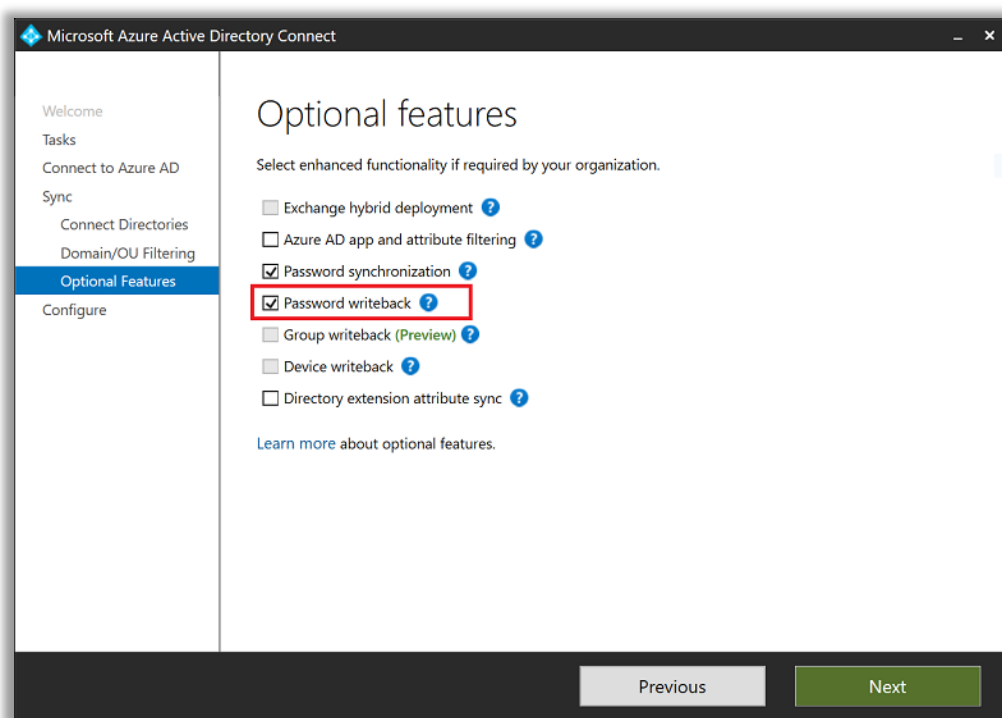 Microsoft Azure Active Directory Connect
Welcome
Tasks
Connect to Azure AD
Sync
Connect Directories
Domain/OU Filtering
Optional Features
Configure
Optional features
Select enhanced functionality if required by your organization.
Exchange hybrid deployment ?
Azure AD app and attribute filtering ?
Password synchronization ?
Password writeback ?
Group writeback (Preview) ?
Device writeback ?
Directory extension attribute sync ?
Learn more about optional features.
Previous
Next